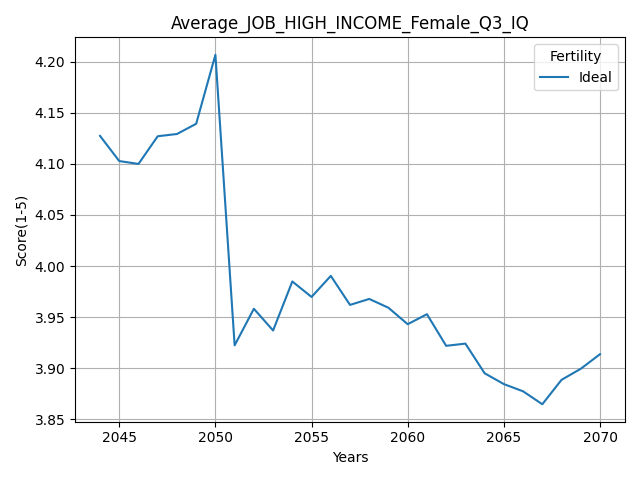 Average_JOB_HIGH_INCOME_Female_Q3_IQ
Fertility
Ideal
4.20
4.15
4.10
4.05
4.00
3.95
3.90
3.85
Score(1-5)
2045 2050 2055 2060 2065 2070
Years